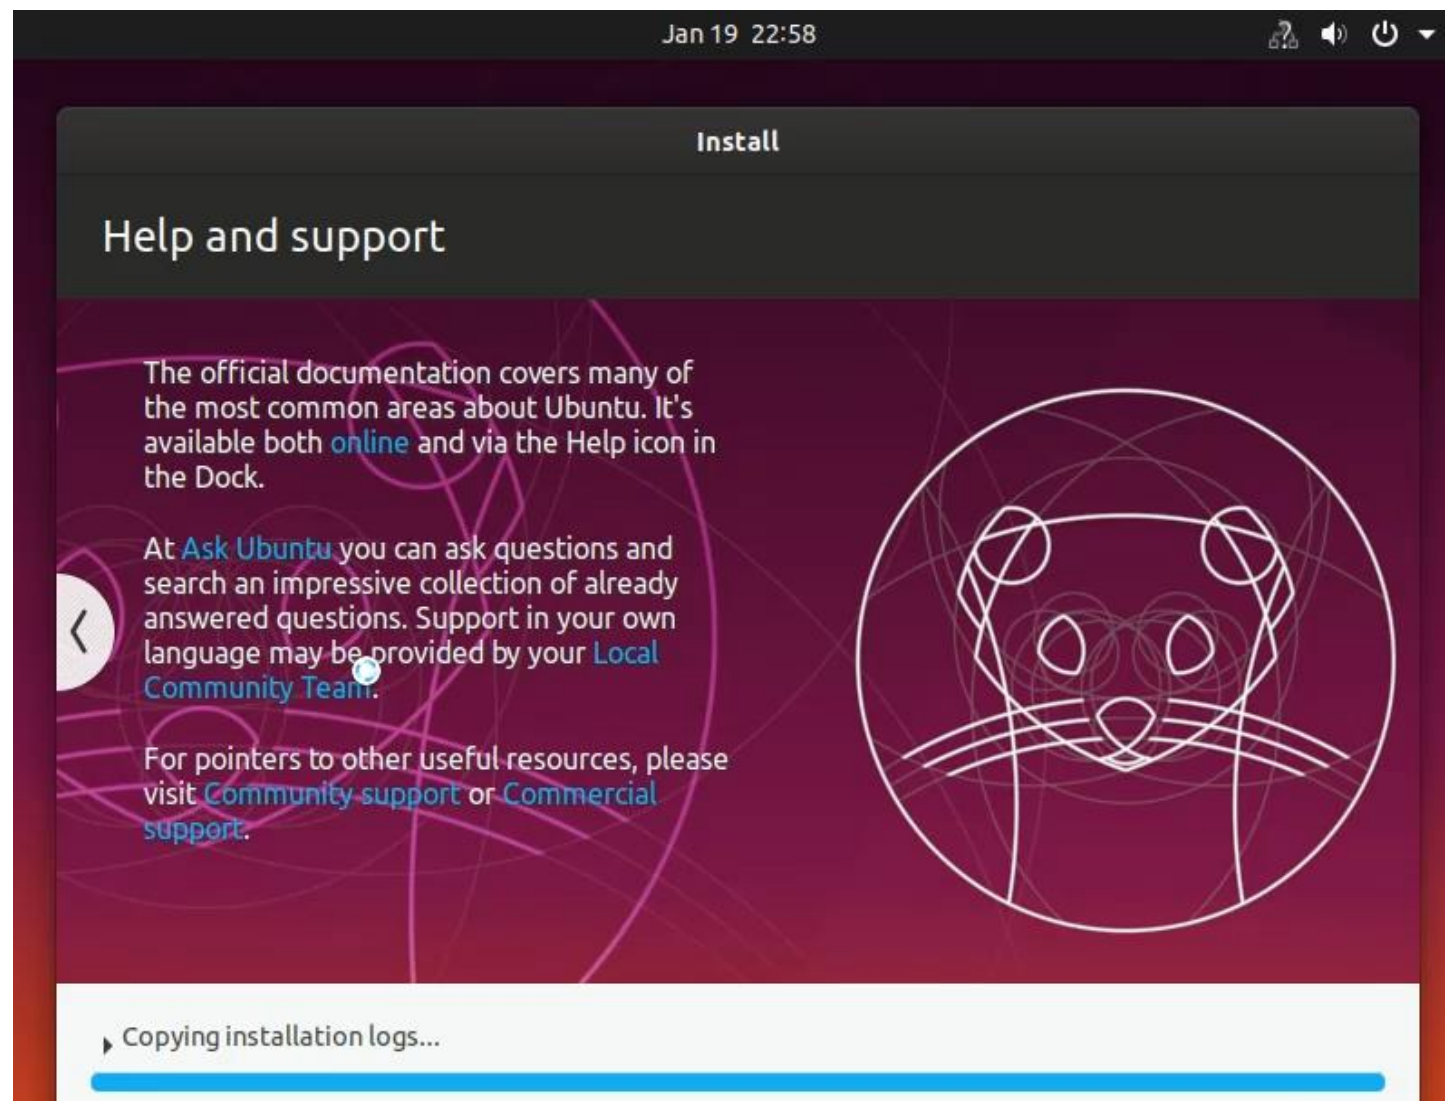 Jan 19 22:58
Install
Help and support
The official documentation covers many of
the most common areas about Ubuntu. It's
available both online and via the Help icon in
the Dock.
At Ask Ubuntu you can ask questions and
search an impressive collection of already
answered questions. Support in your own
language may be provided by your Local
Community Team.
For pointers to other useful resources, please
visit Community support or Commercial
support.
Copying installation logs...